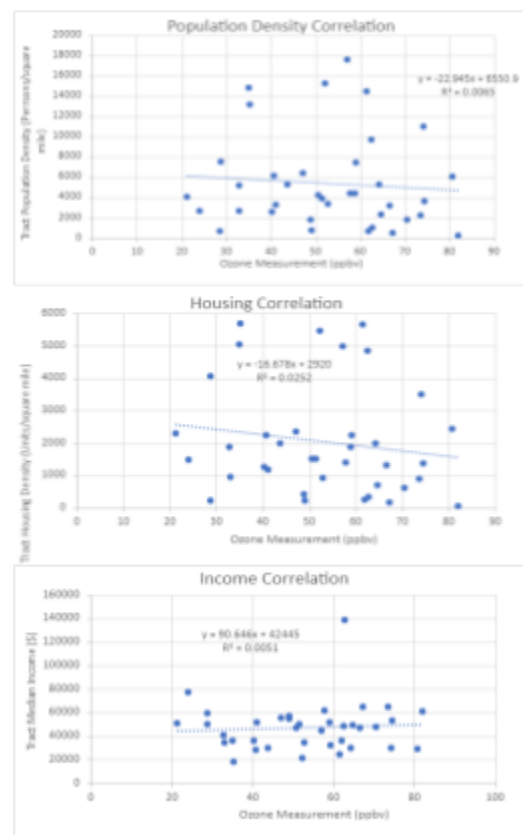 Population Density Correlation
Tract Population Density (Persons/square
mile)
20000
18000
16000
14000
12000
10000
8000
6000
4000
2000
0
y = -22.945x + 6550.9
R² = 0.0065
0 10 20 30 40 50 60 70 80 90
Ozone Measurement (ppbv)
Housing Correlation
Tract Housing Density (Units/square mile)
6000
5000
4000
3000
2000
1000
0
y = -16.678x + 2920
R² = 0.0252
0 10 20 30 40 50 60 70 80 90
Ozone Measurement (ppbv)
Income Correlation
Tract Median Income ($)
160000
140000
120000
100000
80000
60000
40000
20000
0
y = 90.646x + 42445
R² = 0.0051
0 20 40 60 80 100
Ozone Measurement (ppbv)